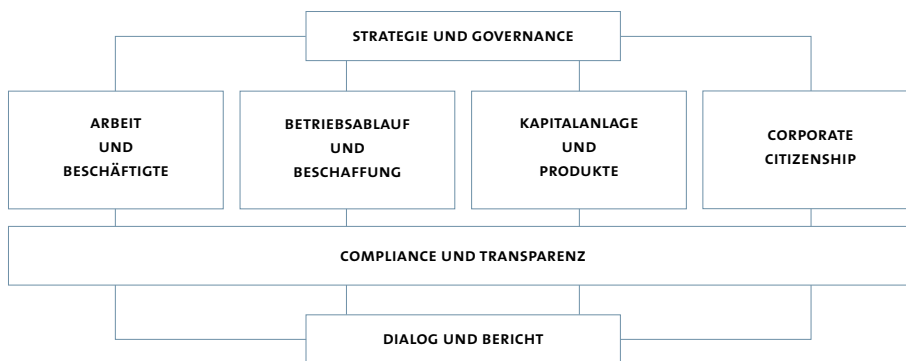 STRATEGIE UND GOVERNANCE
ARBEIT
UND
BESCHÄFTIGTE
BETRIEBSABLAUF
UND
BESCHAFFUNG
KAPITALANLAGE
UND
PRODUKTE
CORPORATE
CITIZENSHIP
COMPLIANCE UND TRANSPARENZ
DIALOG UND BERICHT